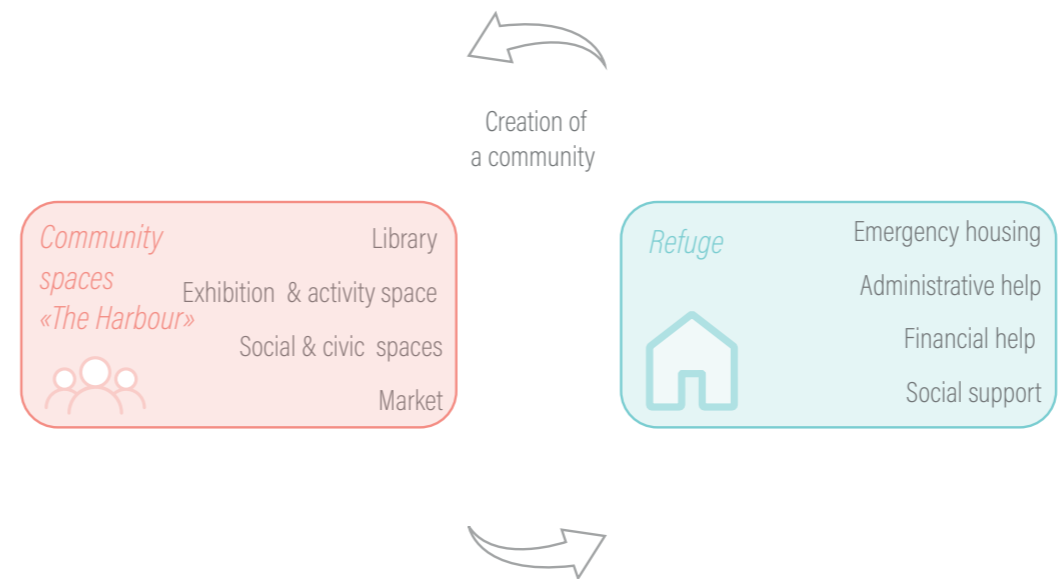 Creation of
a community
Community
spaces
«The Harbour»
Library
Exhibition & activity space
Social & civic spaces
Market
Refuge
Emergency housing
Administrative help
Financial help
Social support